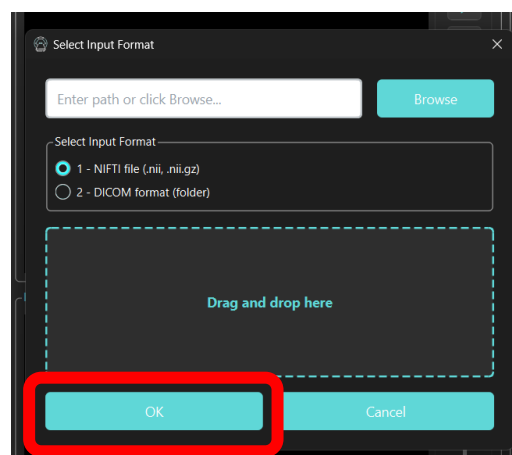 Select Input Format
Enter path or click Browse...
Browse
Select Input Format
1 - NIFTI file (.nii, .nii.gz)
2 - DICOM format (folder)
Drag and drop here
OK
Cancel